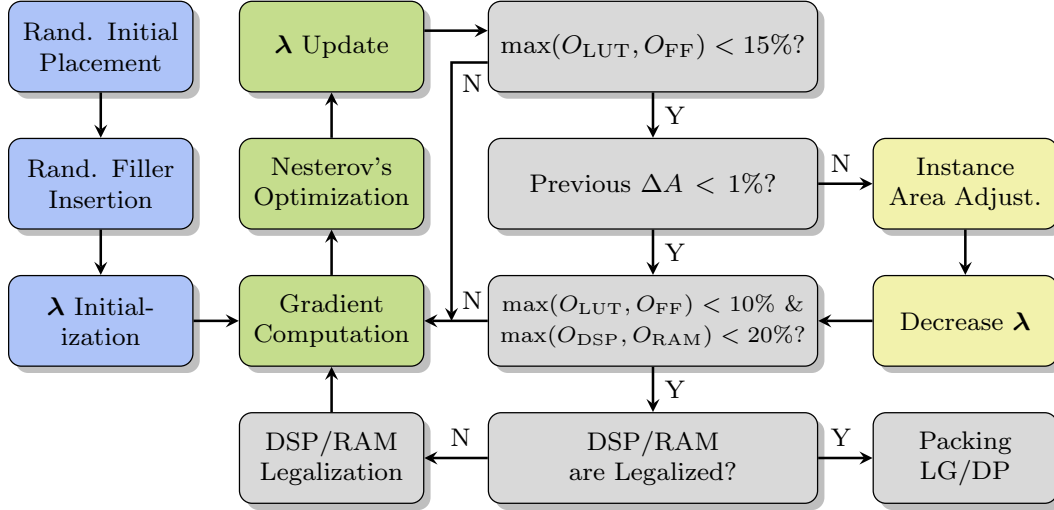 Rand. Initial
Placement
λ Update
max(O_LUT, O_FF) < 15%?
N
Y
Rand. Filler
Insertion
Nesterov's
Optimization
Previous ΔA < 1%?
N
Instance
Area Adjust.
Y
λ Initial-
ization
Gradient
Computation
N
max(O_LUT, O_FF) < 10% &
max(O_DSP, O_RAM) < 20%?
Decrease λ
Y
DSP/RAM
Legalization
N
DSP/RAM
are Legalized?
Y
Packing
LG/DP